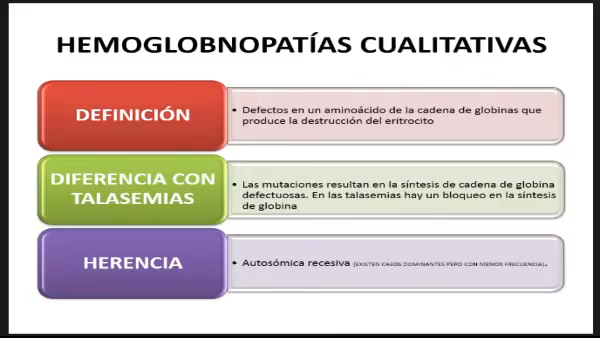 HEMOGLOBNOPATÍAS CUALITATIVAS
DEFINICIÓN
• Defectos en un aminoácido de la cadena de globinas que
produce la destrucción del eritrocito
DIFERENCIA CON
TALASEMIAS
• Las mutaciones resultan en la síntesis de cadena de globina
defectuosas. En las talasemias hay un bloqueo en la síntesis
de globina
HERENCIA
• Autosómica recesiva (EXISTEN CASOS DOMINANTES PERO CON MENOR FRECUENCIA).